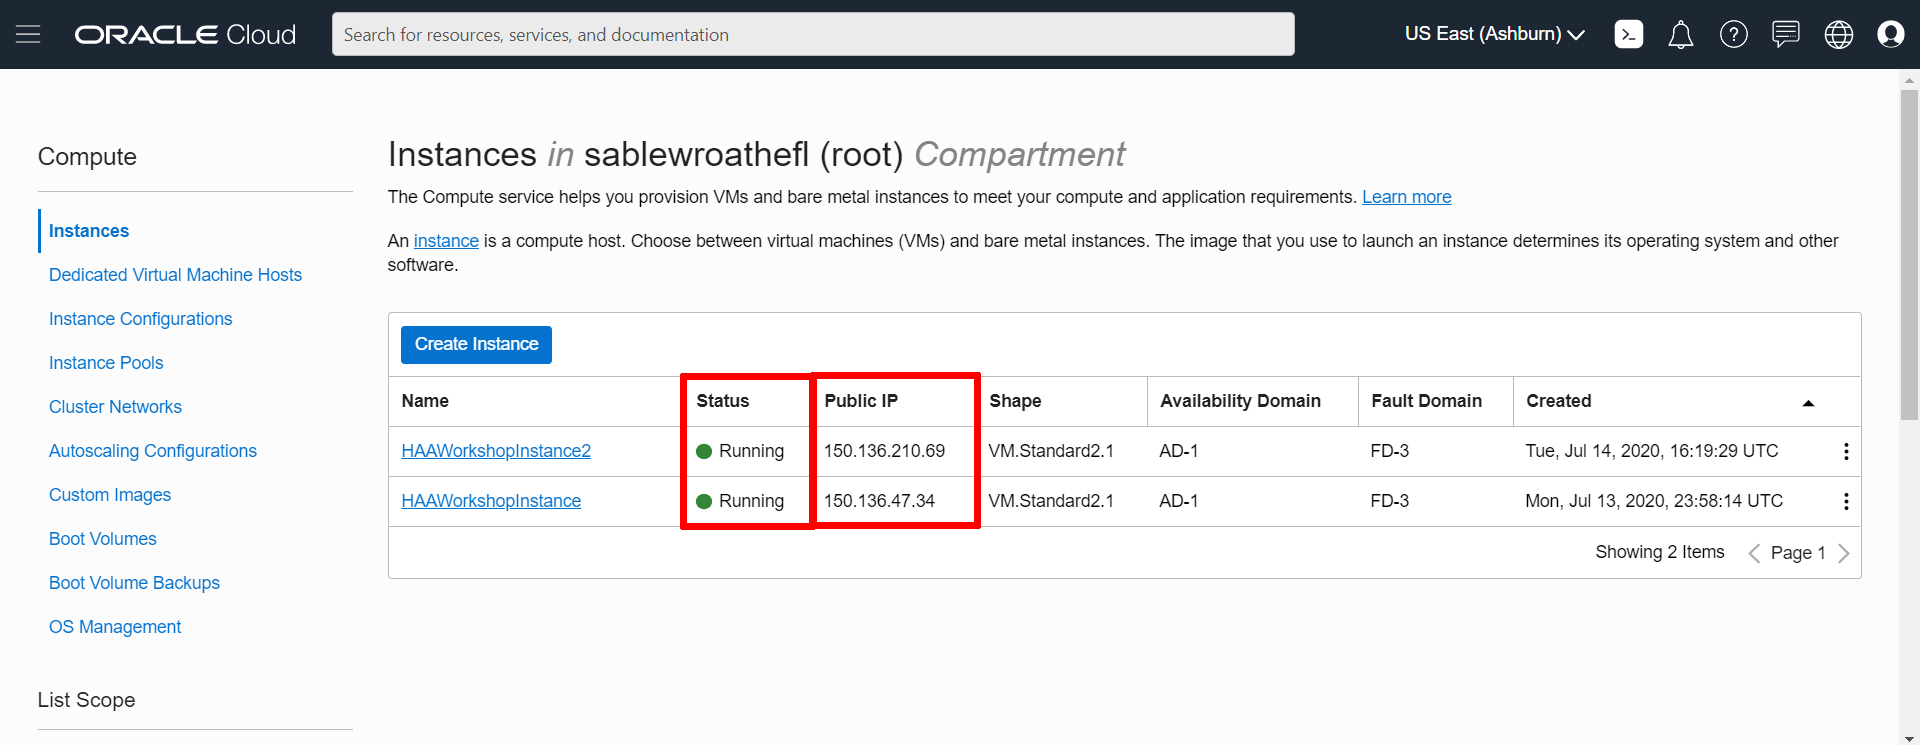 ORACLE Cloud
Search for resources, services, and documentation
US East (Ashburn)
Compute
Instances
Dedicated Virtual Machine Hosts
Instance Configurations
Instance Pools
Cluster Networks
Autoscaling Configurations
Custom Images
Boot Volumes
Boot Volume Backups
OS Management
List Scope
Instances in sablewroathefl (root) Compartment
The Compute service helps you provision VMs and bare metal instances to meet your compute and application requirements. Learn more
An instance is a compute host. Choose between virtual machines (VMs) and bare metal instances. The image that you use to launch an instance determines its operating system and other
software.
Create Instance
Name Status Public IP Shape Availability Domain Fault Domain Created
HAAWorkshopInstance2 Running 150.136.210.69 VM.Standard2.1 AD-1 FD-3 Tue, Jul 14, 2020, 16:19:29 UTC
HAAWorkshopInstance Running 150.136.47.34 VM.Standard2.1 AD-1 FD-3 Mon, Jul 13, 2020, 23:58:14 UTC
Showing 2 Items Page 1